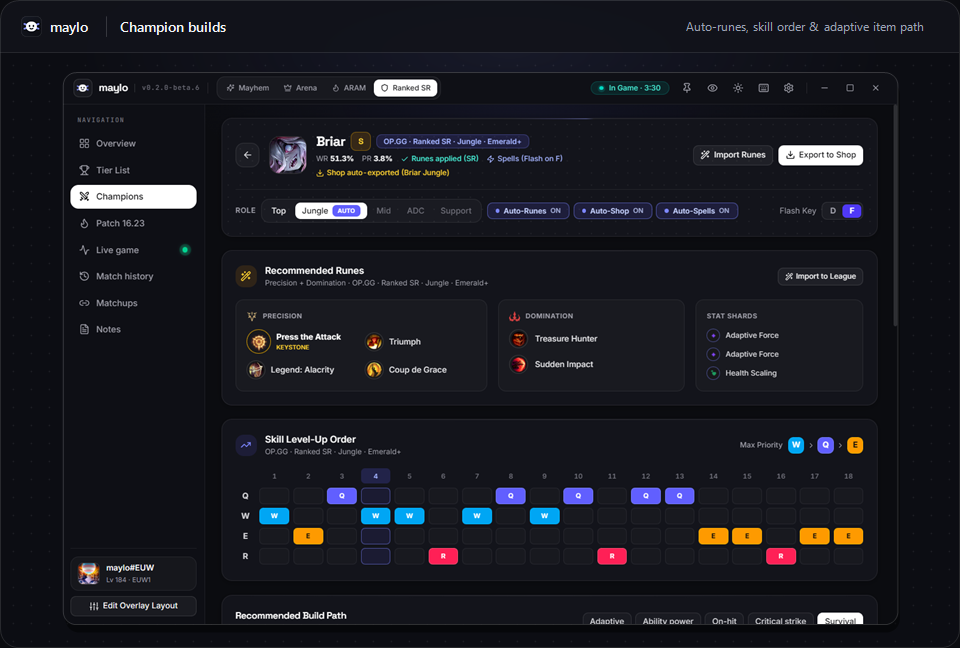 maylo
Champion builds
Auto-runes, skill order & adaptive item path
maylo v0.2.0-beta.6
Mayhem Arena ARAM Ranked SR
In Game · 3:30
NAVIGATION
Overview
Tier List
Champions
Patch 16.23
Live game
Match history
Matchups
Notes
maylo#EUW
Lv 184 · EUW1
Edit Overlay Layout
Briar S OP.GG · Ranked SR · Jungle · Emerald+
WR 51.3% PR 3.8% Runes applied (SR) Spells (Flash on F)
Shop auto-exported (Briar Jungle)
Import Runes Export to Shop
ROLE Top Jungle AUTO Mid ADC Support Auto-Runes ON Auto-Shop ON Auto-Spells ON Flash Key D F
Recommended Runes
Precision + Domination · OP.GG · Ranked SR · Jungle · Emerald+
Import to League
PRECISION
Press the Attack
KEYSTONE
Triumph
Legend: Alacrity
Coup de Grace
DOMINATION
Treasure Hunter
Sudden Impact
STAT SHARDS
Adaptive Force
Adaptive Force
Health Scaling
Skill Level-Up Order
OP.GG · Ranked SR · Jungle · Emerald+
Max Priority W › Q › E
1 2 3 4 5 6 7 8 9 10 11 12 13 14 15 16 17 18
Q Q Q Q Q Q
W W W W W W
E E E E E E
R R R R
Recommended Build Path
Adaptive Ability power On-hit Critical strike Survival